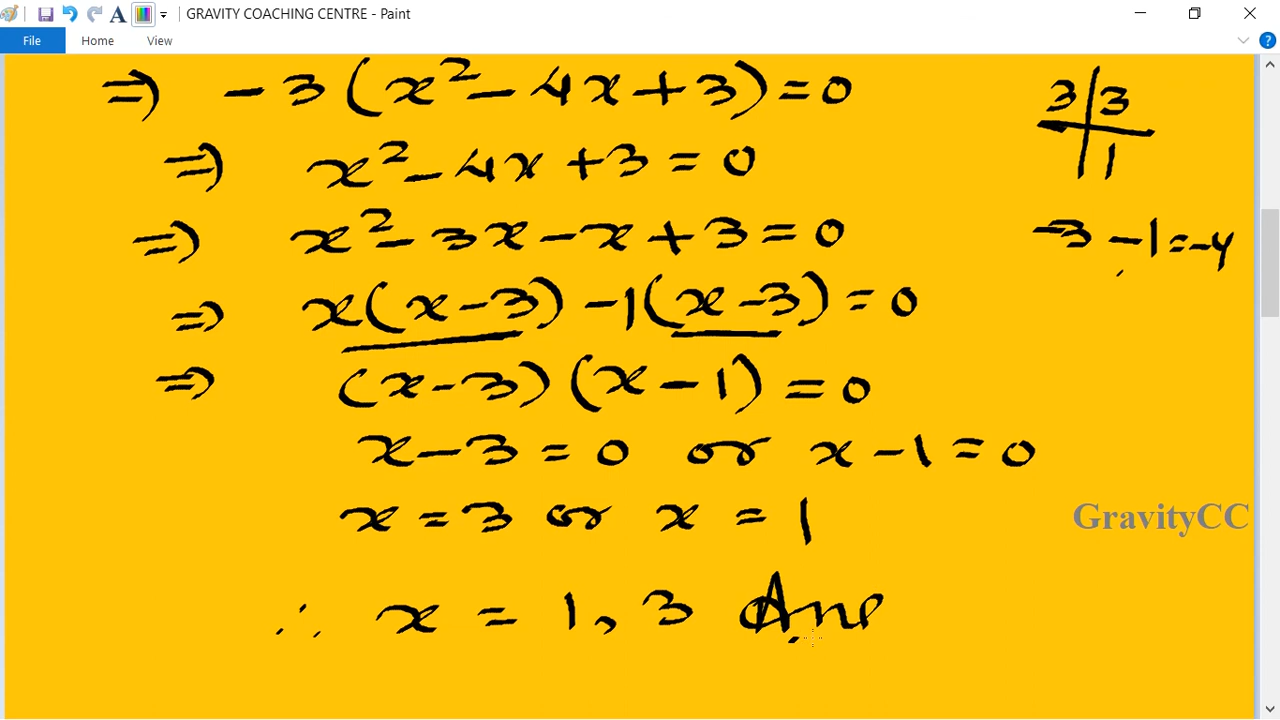 GRAVITY COACHING CENTRE - Paint
File Home View
⇒ -3(x²-4x+3)=0
3|3
1
⇒ x²-4x+3=0
⇒ x²-3x-x+3=0
-3-1=-4
⇒ x(x-3)-1(x-3)=0
⇒ (x-3)(x-1)=0
x-3=0 or x-1=0
x=3 or x=1
GravityCC
∴ x=1,3 Ans